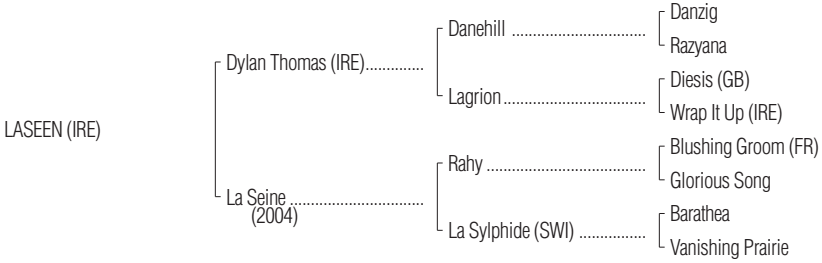 Danzig
Danehill ................................
Razyana
Dylan Thomas (IRE)..............
Diesis (GB)
Lagrion..................................
Wrap It Up (IRE)
LASEEN (IRE)
Blushing Groom (FR)
Rahy ......................................
Glorious Song
La Seine ................................
(2004)
Barathea
La Sylphide (SWI) ................
Vanishing Prairie